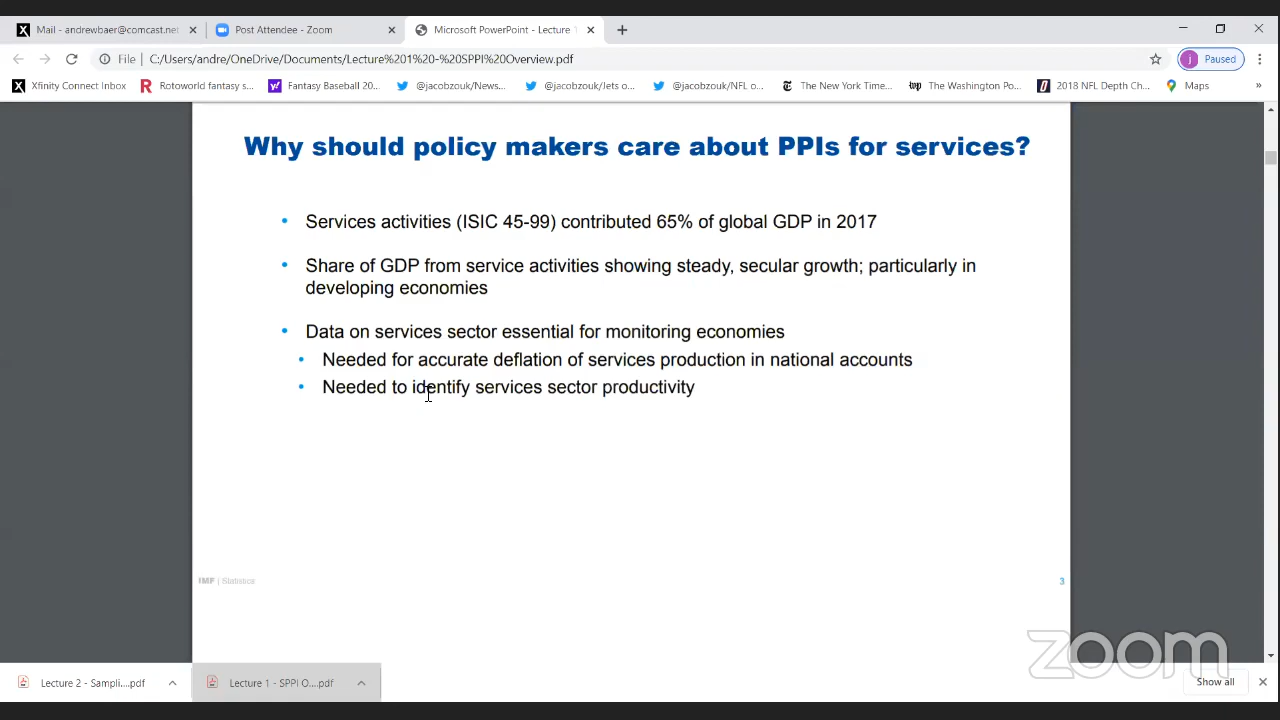 Mail - andrewbaer@comcast.net
Post Attendee - Zoom
Microsoft PowerPoint - Lecture 1
File
C:/Users/andre/OneDrive/Documents/Lecture%201%20-%20SPPI%20Overview.pdf
j
Paused
Xfinity Connect Inbox
Rotoworld fantasy s...
Fantasy Baseball 20...
@jacobzouk/News...
@jacobzouk/Jets o...
@jacobzouk/NFL o...
The New York Time...
The Washington Po...
2018 NFL Depth Ch...
Maps
»
Why should policy makers care about PPIs for services?
• Services activities (ISIC 45-99) contributed 65% of global GDP in 2017
• Share of GDP from service activities showing steady, secular growth; particularly in
developing economies
• Data on services sector essential for monitoring economies
• Needed for accurate deflation of services production in national accounts
• Needed to identify services sector productivity
IMF | Statistics
3
zoom
Lecture 2 - Sampli....pdf
Lecture 1 - SPPI O....pdf
Show all